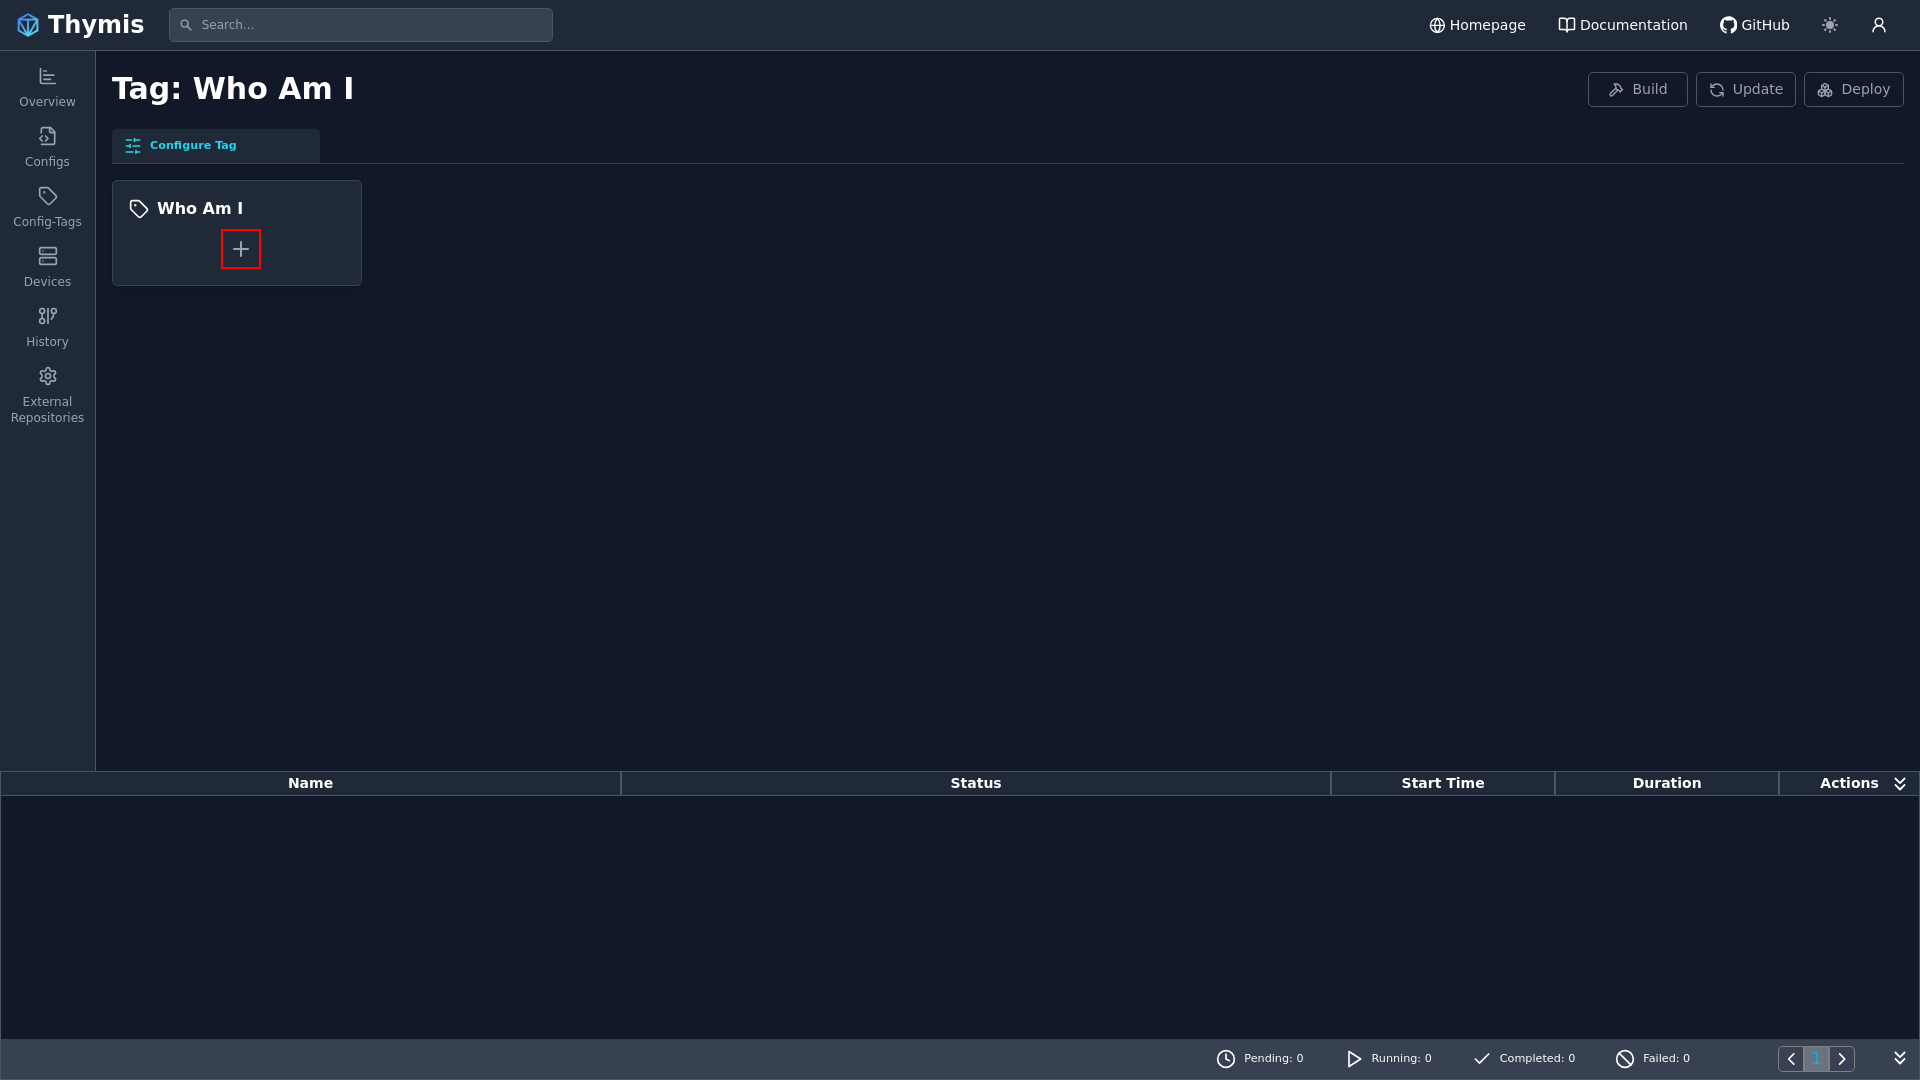 Thymis
Search...
Homepage
Documentation
GitHub
Overview
Configs
Config-Tags
Devices
History
External
Repositories
Tag: Who Am I
Build
Update
Deploy
Configure Tag
Who Am I
Name
Status
Start Time
Duration
Actions
Pending: 0
Running: 0
Completed: 0
Failed: 0
1